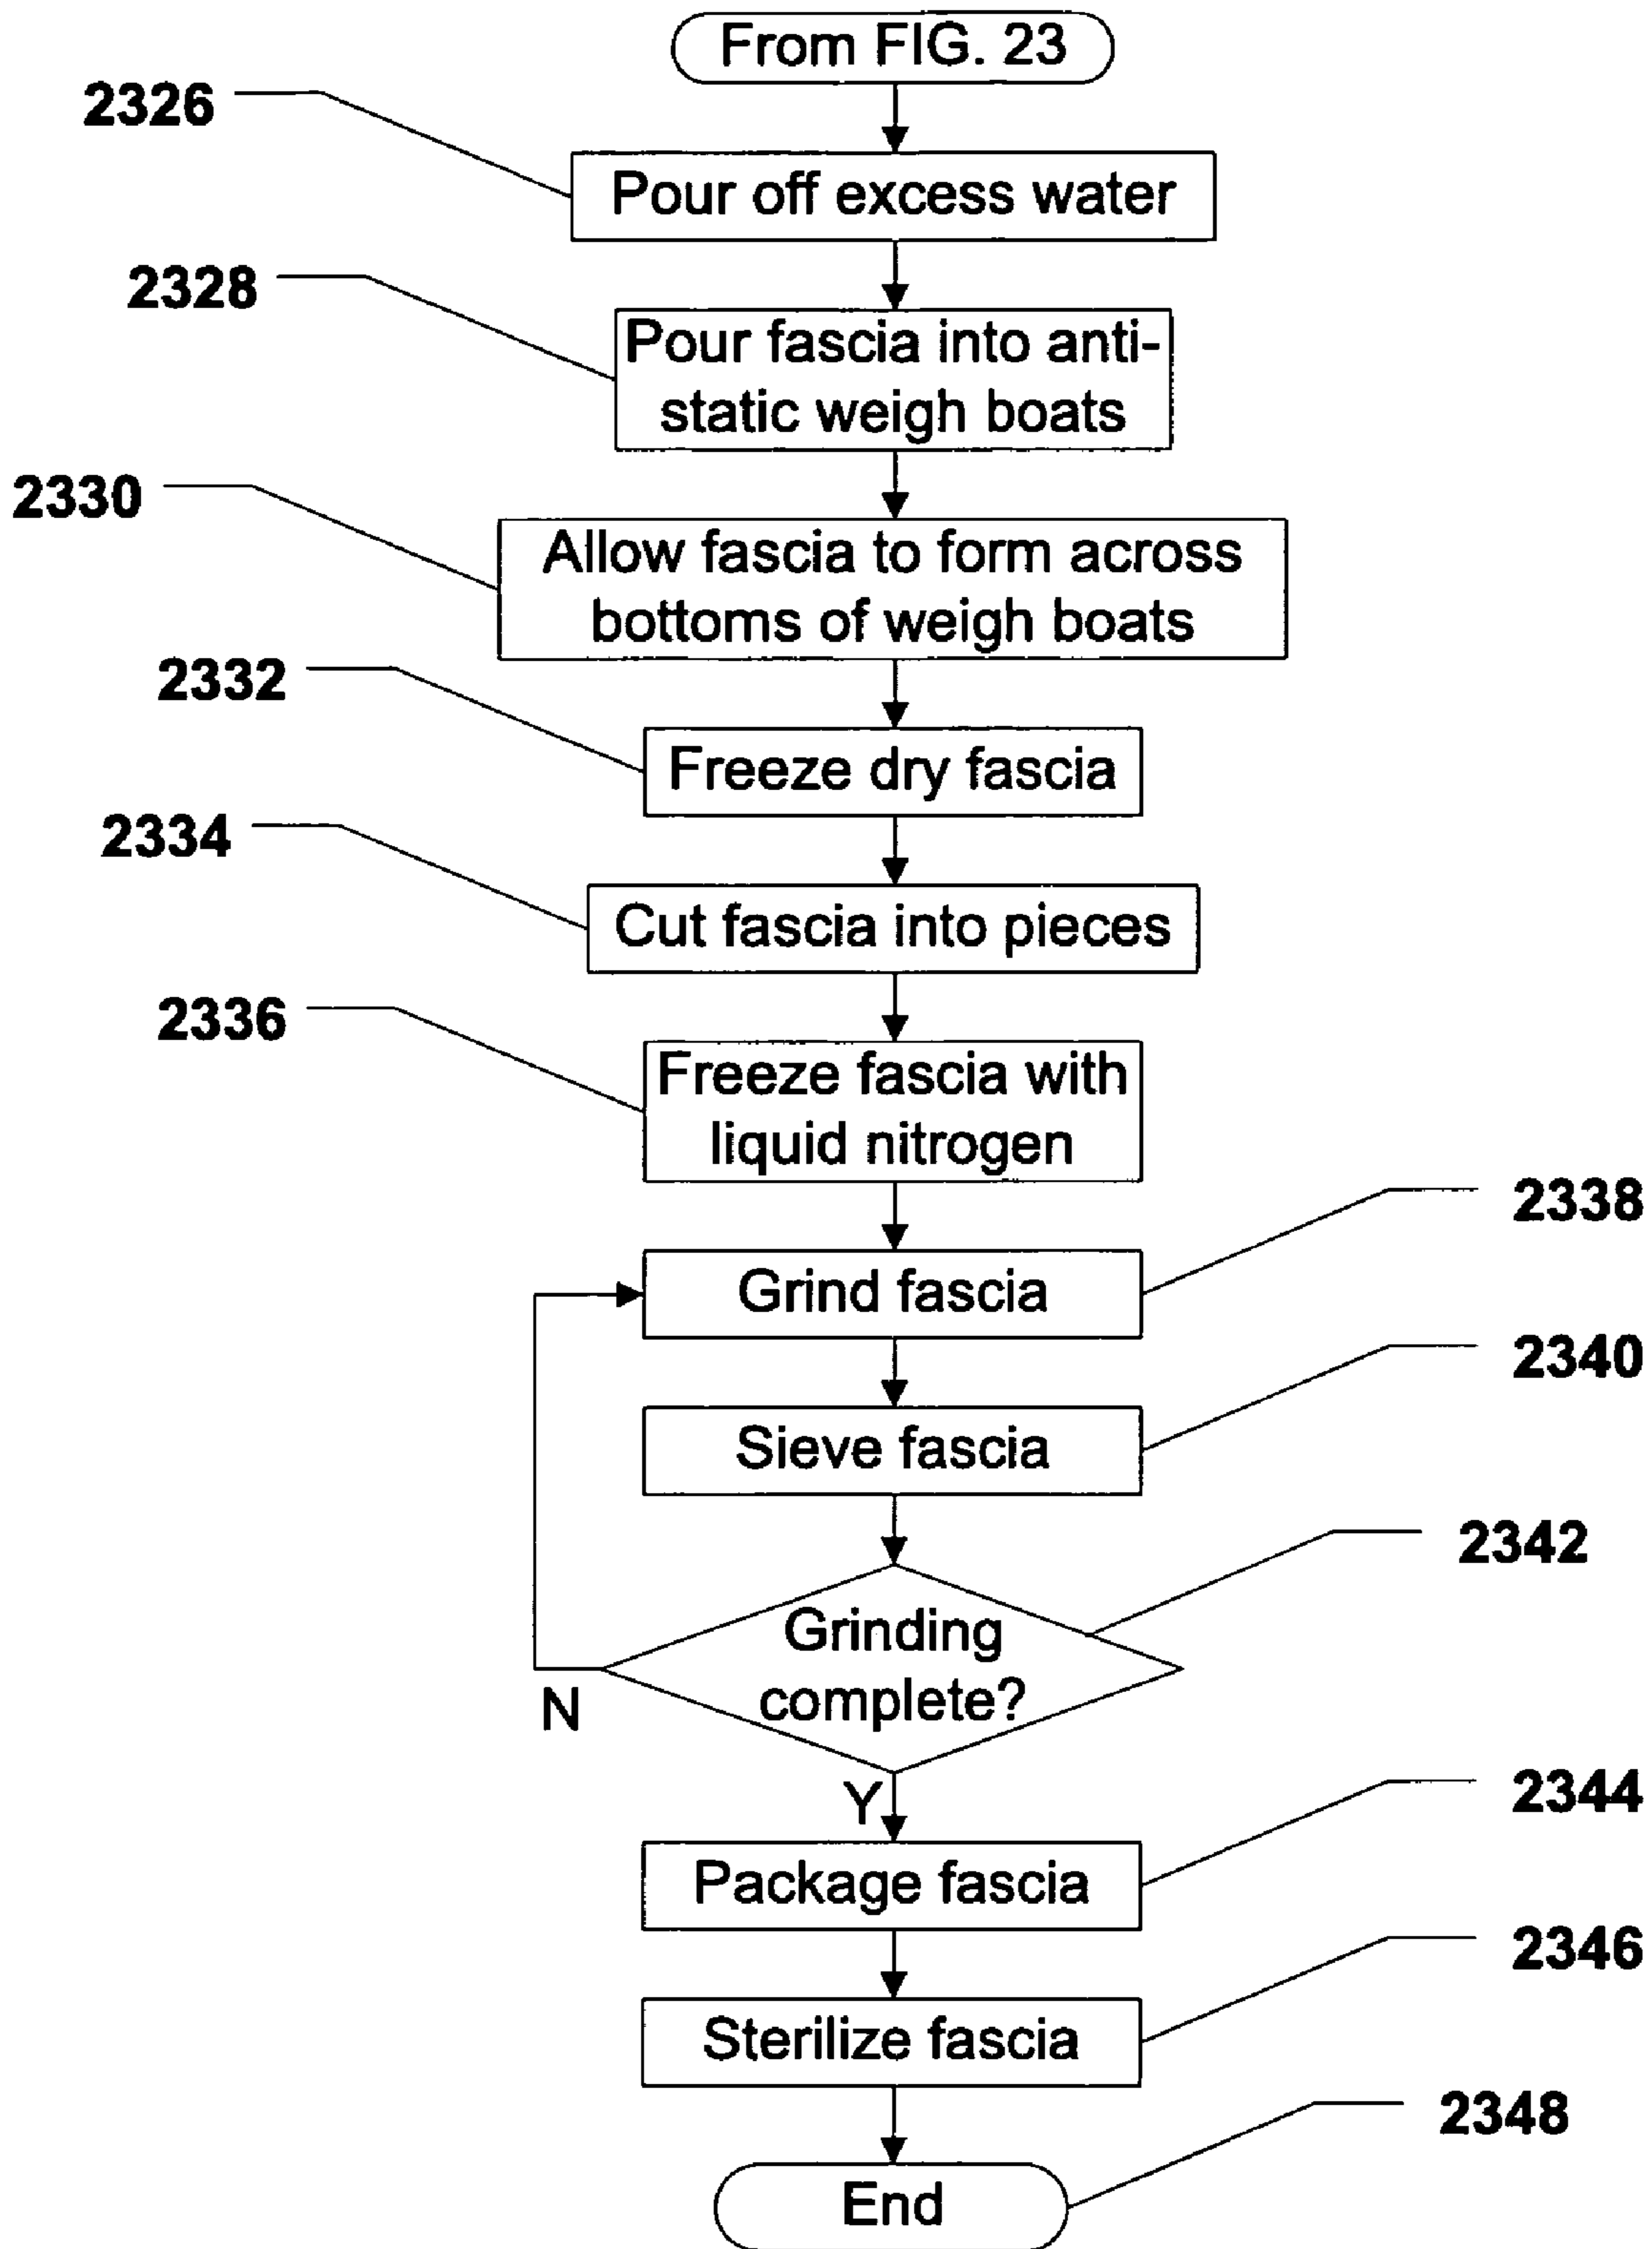 From FIG. 23
2326
Pour off excess water
2328
Pour fascia into anti-
static weigh boats
2330
Allow fascia to form across
bottoms of weigh boats
2332
Freeze dry fascia
2334
Cut fascia into pieces
2336
Freeze fascia with
liquid nitrogen
2338
Grind fascia
2340
Sieve fascia
2342
Grinding
complete?
N
Y
2344
Package fascia
2346
Sterilize fascia
2348
End